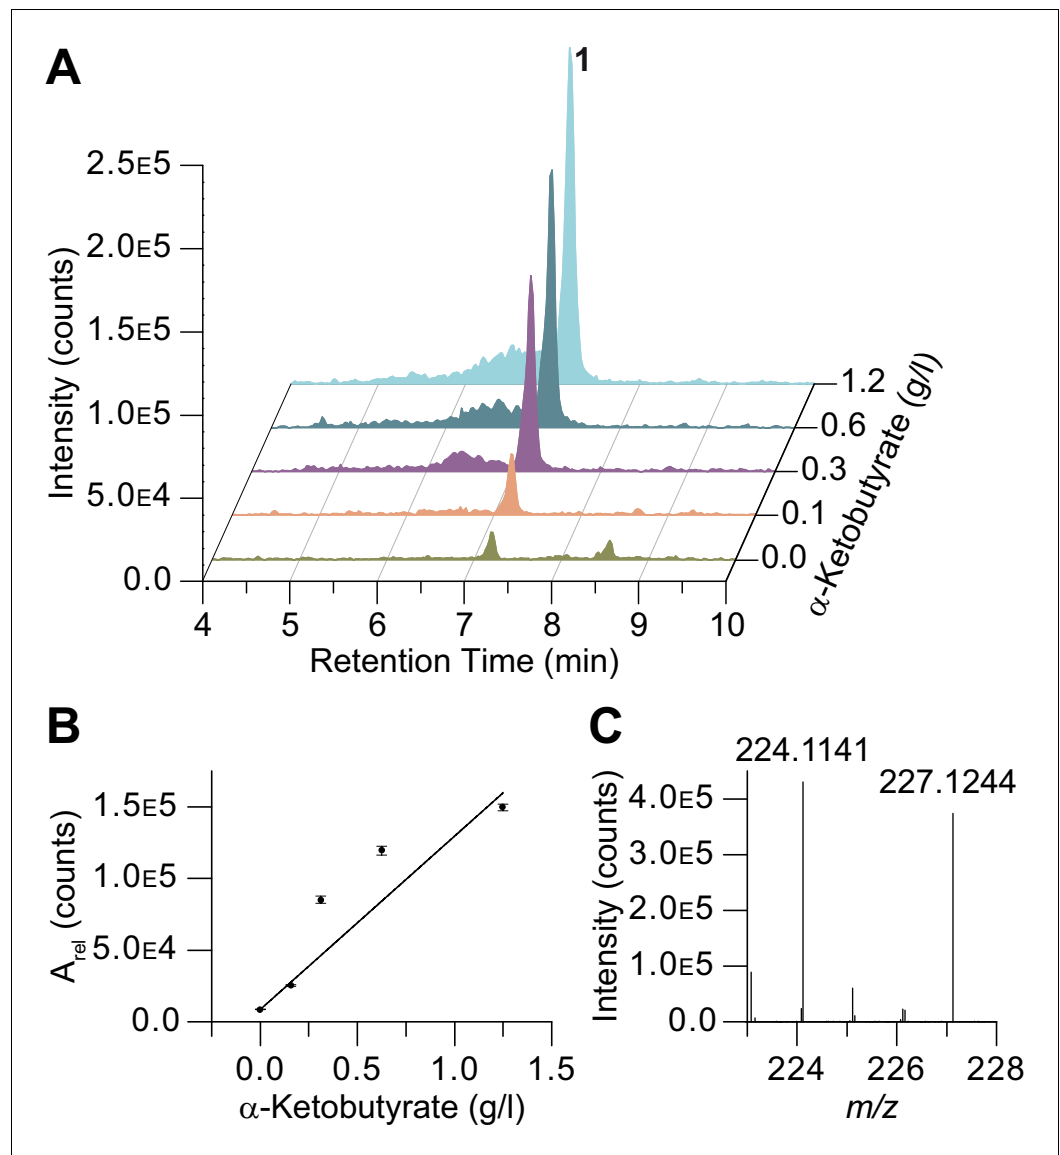 A
1
2.5E5
2.0E5
1.5E5
1.0E5
5.0E4
0.0
Intensity (counts)
1.2
0.6
0.3
0.1
0.0
α-Ketobutyrate (g/l)
4 5 6 7 8 9 10
Retention Time (min)
B
1.5E5
1.0E5
5.0E4
0.0
Arel (counts)
0.0 0.5 1.0 1.5
α-Ketobutyrate (g/l)
C
224.1141
227.1244
4.0E5
3.0E5
2.0E5
1.0E5
0.0
Intensity (counts)
224 226 228
m/z